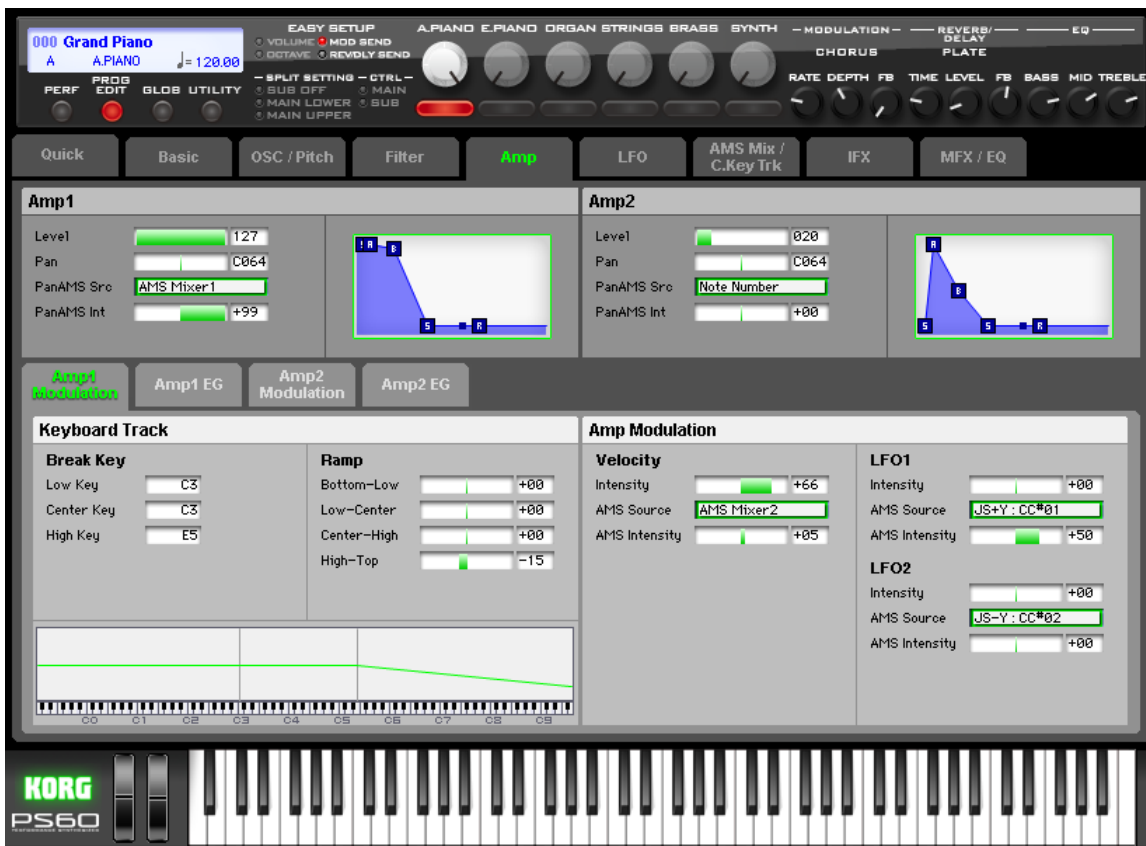 000 Grand Piano
A A.PIANO ♩=120.00
PERF PROG EDIT GLOB UTILITY
EASY SETUP
VOLUME MOD SEND
OCTAVE REV/DLY SEND
SPLIT SETTING CTRL
SUB OFF MAIN
MAIN LOWER SUB
MAIN UPPER
A.PIANO E.PIANO ORGAN STRINGS BRASS SYNTH
MODULATION REVERB/DELAY EQ
CHORUS PLATE
RATE DEPTH FB TIME LEVEL FB BASS MID TREBLE
Quick Basic OSC / Pitch Filter Amp LFO AMS Mix / C.Key Trk IFX MFX / EQ
Amp1
Level 127
Pan C064
PanAMS Src AMS Mixer1
PanAMS Int +99
! A B S R
Amp2
Level 020
Pan C064
PanAMS Src Note Number
PanAMS Int +00
S A B S R
Amp1 Modulation Amp1 EG Amp2 Modulation Amp2 EG
Keyboard Track
Break Key
Low Key C3
Center Key C3
High Key E5
Ramp
Bottom-Low +00
Low-Center +00
Center-High +00
High-Top -15
C0 C1 C2 C3 C4 C5 C6 C7 C8 C9
Amp Modulation
Velocity
Intensity +66
AMS Source AMS Mixer2
AMS Intensity +05
LFO1
Intensity +00
AMS Source JS+Y:CC#01
AMS Intensity +50
LFO2
Intensity +00
AMS Source JS-Y:CC#02
AMS Intensity +00
KORG
PS60
PERFORMANCE SYNTHESIZER